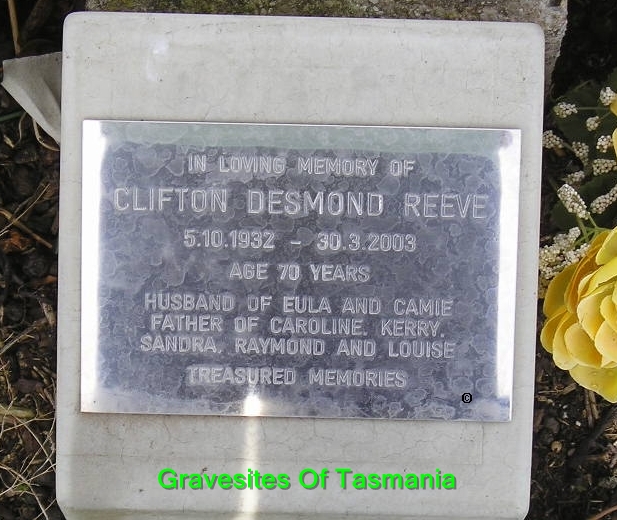 IN LOVING MEMORY OF
CLIFTON DESMOND REEVE
5.10.1932 - 30.3.2003
AGE 70 YEARS
HUSBAND OF EULA AND CAMIE
FATHER OF CAROLINE, KERRY,
SANDRA, RAYMOND AND LOUISE
TREASURED MEMORIES
©
Gravesites Of Tasmania